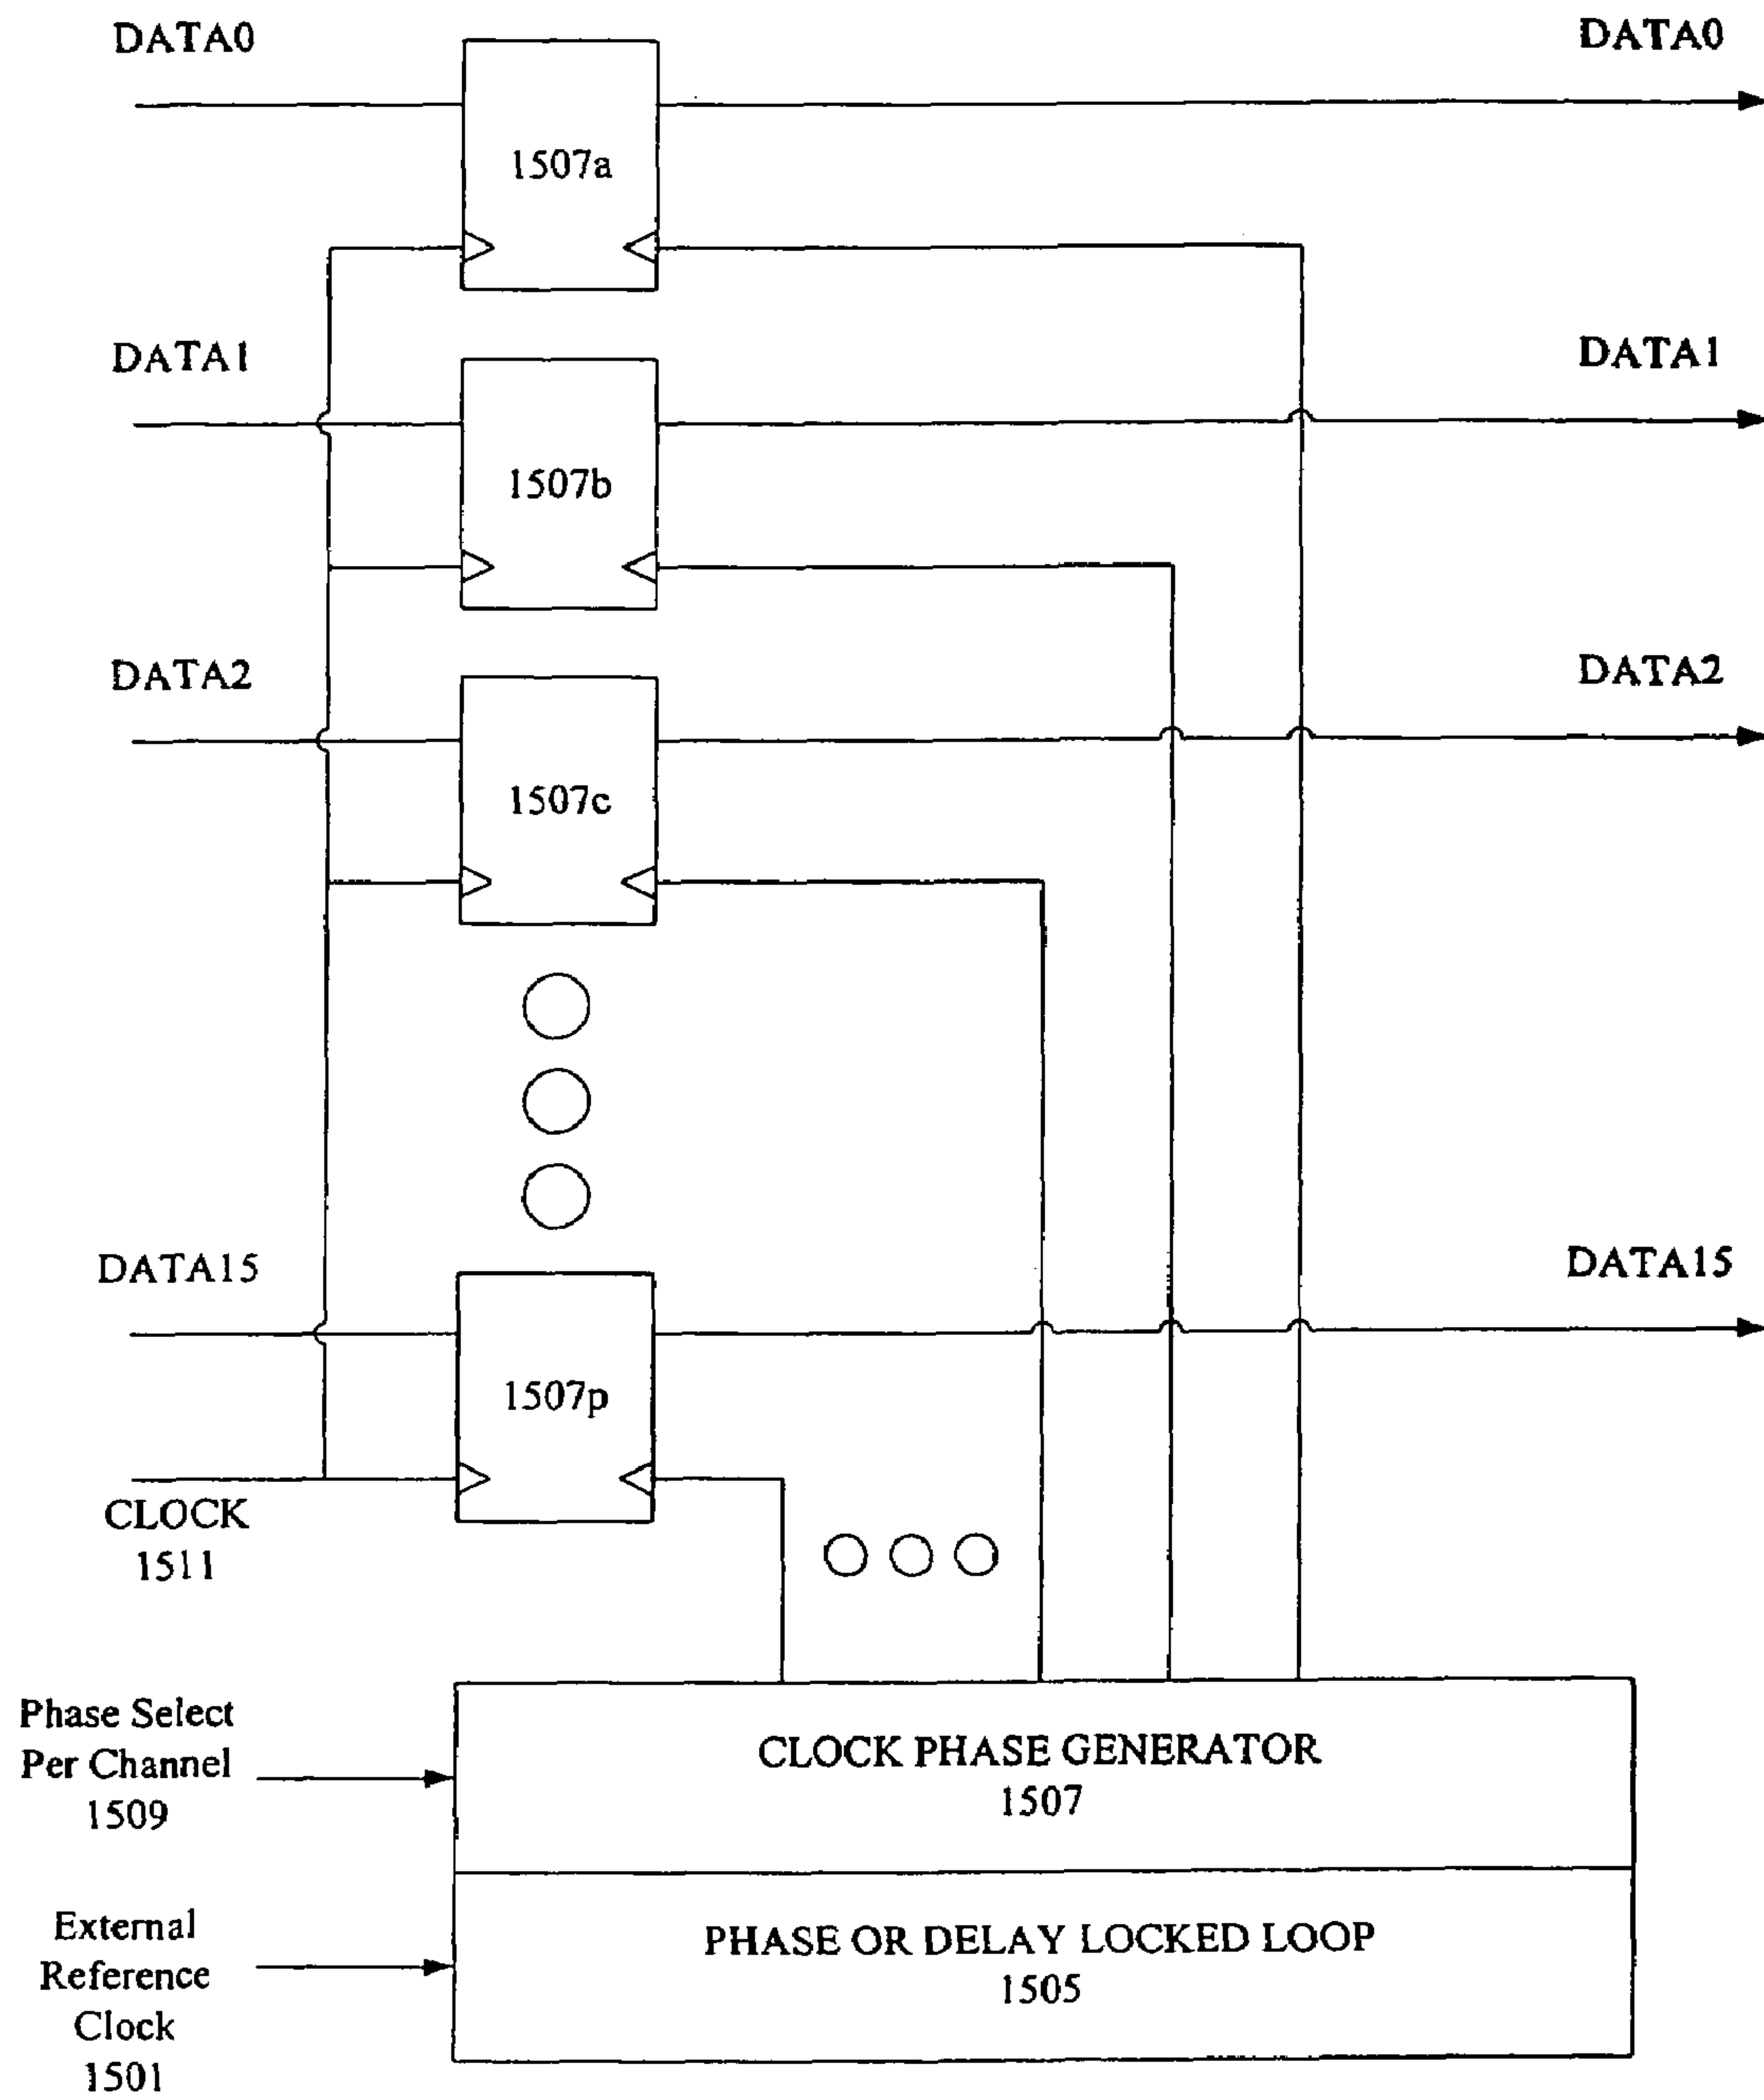 DATA0
DATA0
1507a
DATA1
DATA1
1507b
DATA2
DATA2
1507c
DATA15
DATA15
1507p
CLOCK
1511
Phase Select
Per Channel
1509
CLOCK PHASE GENERATOR
1507
External
Reference
Clock
1501
PHASE OR DELAY LOCKED LOOP
1505